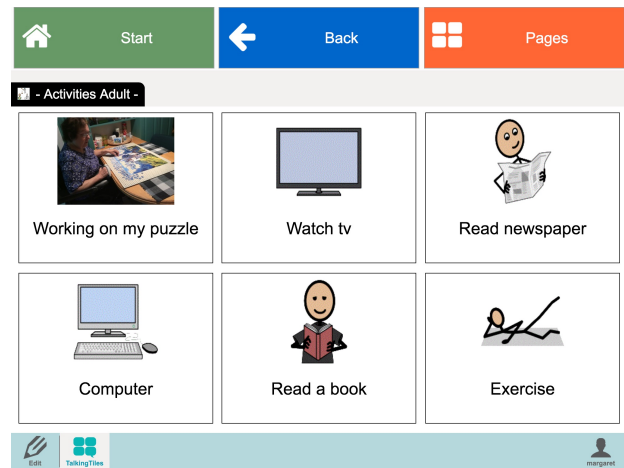 Start
Back
Pages
- Activities Adult -
Working on my puzzle
Watch tv
Read newspaper
Computer
Read a book
Exercise
Edit
TalkingTiles
margaret